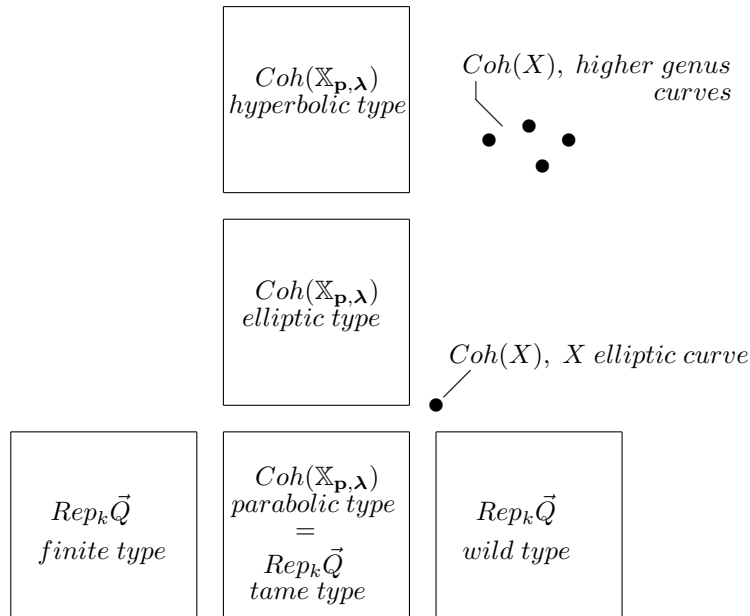 Coh(𝕏_{𝐩,𝛌})
hyperbolic type
Coh(X), higher genus
curves
Coh(𝕏_{𝐩,𝛌})
elliptic type
Coh(X), X elliptic curve
Rep_k Q⃗
finite type
Coh(𝕏_{𝐩,𝛌})
parabolic type
=
Rep_k Q⃗
tame type
Rep_k Q⃗
wild type